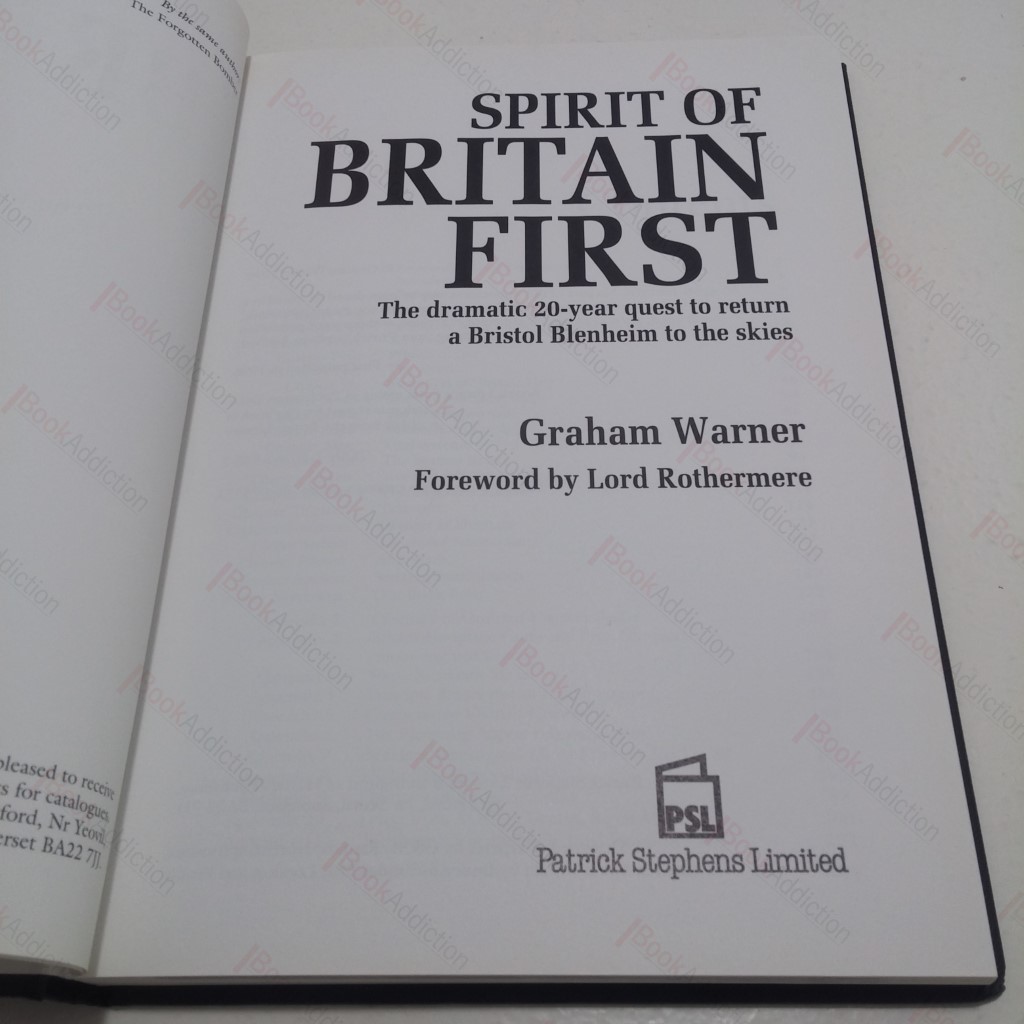 By the same author
The Forgotten Bomber
pleased to receive
s for catalogues
ford, Nr Yeovil,
erset BA22 7JJ.
SPIRIT OF
BRITAIN
FIRST
The dramatic 20-year quest to return
a Bristol Blenheim to the skies
Graham Warner
Foreword by Lord Rothermere
PSL
Patrick Stephens Limited
BookAddiction